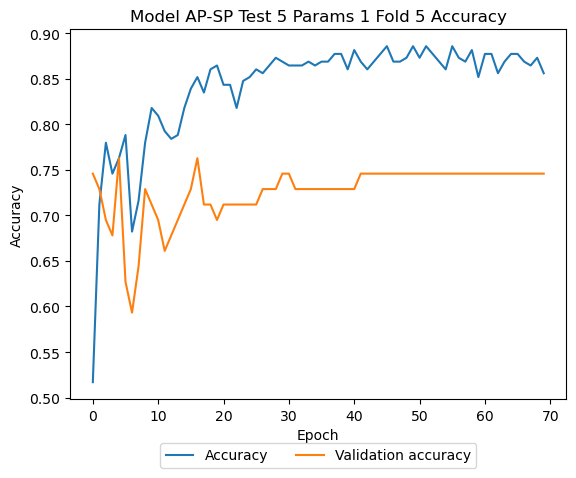 Model AP-SP Test 5 Params 1 Fold 5 Accuracy
0.90
0.85
0.80
0.75
0.70
0.65
0.60
0.55
0.50
Accuracy
0 10 20 30 40 50 60 70
Epoch
Accuracy Validation accuracy